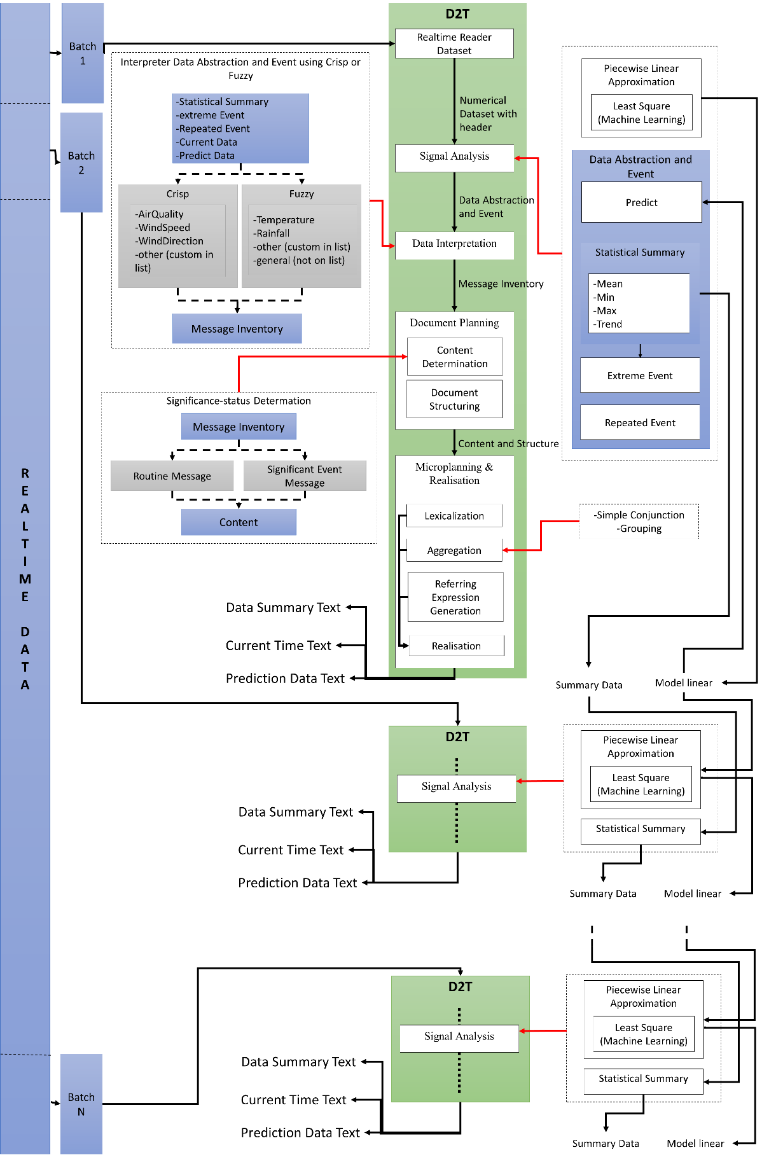 REALTIME DATA
Batch
1
Batch
2
Batch
N
Interpreter Data Abstraction and Event using Crisp or
Fuzzy
-Statistical Summary
-extreme Event
-Repeated Event
-Current Data
-Predict Data
Crisp
-AirQuality
-WindSpeed
-WindDirection
-other (custom in
list)
Fuzzy
-Temperature
-Rainfall
-other (custom in list)
-general (not on list)
Message Inventory
Significance-status Determation
Message Inventory
Routine Message
Significant Event
Message
Content
D2T
Realtime Reader
Dataset
Numerical
Dataset with
header
Signal Analysis
Data Abstraction
and Event
Data Interpretation
Message Inventory
Document Planning
Content
Determination
Document
Structuring
Content and Structure
Microplanning &
Realisation
Lexicalization
Aggregation
Referring
Expression
Generation
Realisation
Piecewise Linear
Approximation
Least Square
(Machine Learning)
Data Abstraction and
Event
Predict
Statistical Summary
-Mean
-Min
-Max
-Trend
Extreme Event
Repeated Event
-Simple Conjunction
-Grouping
Data Summary Text
Current Time Text
Prediction Data Text
Summary Data
Model linear
D2T
Signal Analysis
Piecewise Linear
Approximation
Least Square
(Machine Learning)
Statistical Summary
Data Summary Text
Current Time Text
Prediction Data Text
Summary Data
Model linear
D2T
Signal Analysis
Piecewise Linear
Approximation
Least Square
(Machine Learning)
Statistical Summary
Data Summary Text
Current Time Text
Prediction Data Text
Summary Data
Model linear